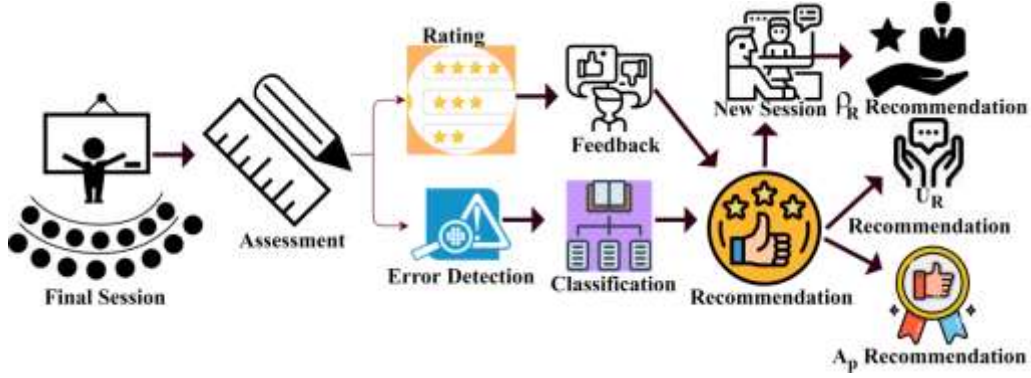 Final Session
Assessment
Rating
Feedback
Error Detection
Classification
Recommendation
New Session
ρR Recommendation
UR
Recommendation
Ap Recommendation